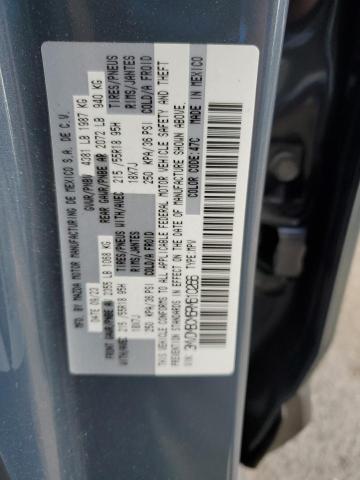 MFD. BY MAZDA MOTOR MANUFACTURING
DE MEXICO S.A. DE C.V.
DATE: 09/23 GVWR/PNBV 4381 LB 1987 KG
GAWR/PNBE AV 2355 LB 1068 KG REAR GAWR/PNBE AR 2072 LB 940 KG
WITH/AVEC 215/55R18 95H TIRES/PNEUS WITH/AVEC 215/55R18 95H TIRES/PNEUS
18X7J RIMS/JANTES 18X7J RIMS/JANTES
250 KPA/36 PSI COLD/A FROID 250 KPA/36 PSI COLD/A FROID
THIS VEHICLE CONFORMS TO ALL APPLICABLE FEDERAL MOTOR VEHICLE SAFETY AND THEFT
PREVENTION STANDARDS IN EFFECT ON THE DATE OF MANUFACTURE SHOWN ABOVE.
TYPE:MPV COLOR CODE:47C MADE IN MEXICO
VIN: